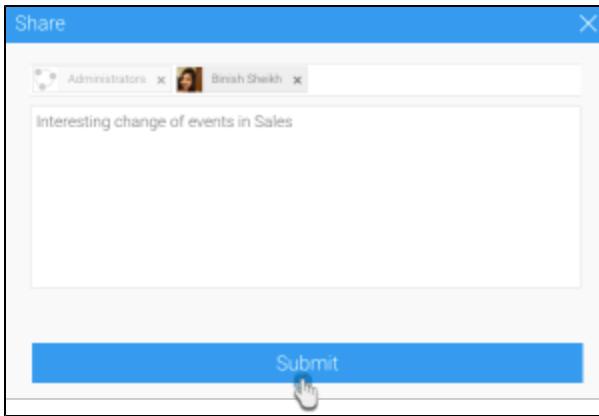 Share
Administrators x Binish Sheikh x
Interesting change of events in Sales
Submit